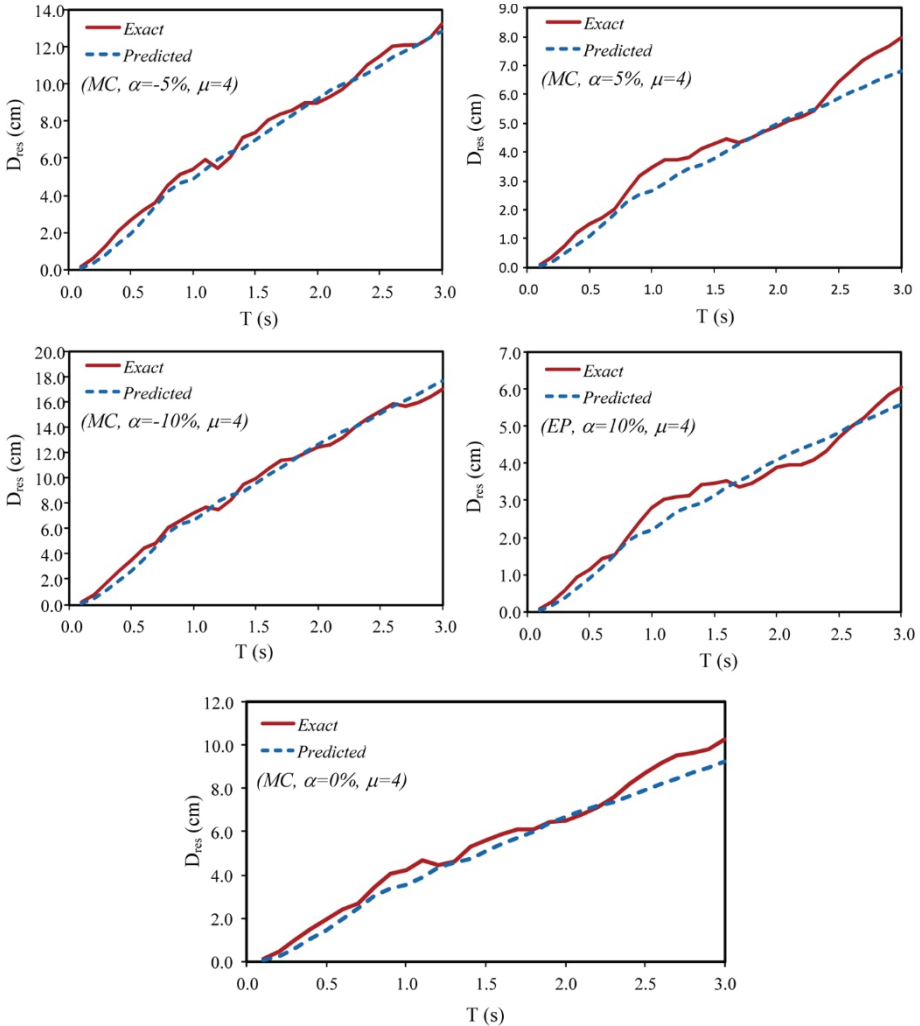 14.0
12.0
10.0
8.0
6.0
4.0
2.0
0.0
D_res (cm)
Exact
Predicted
(MC, α=-5%, μ=4)
0.0 0.5 1.0 1.5 2.0 2.5 3.0
T (s)
9.0
8.0
7.0
6.0
5.0
4.0
3.0
2.0
1.0
0.0
D_res (cm)
Exact
Predicted
(MC, α=5%, μ=4)
0.0 0.5 1.0 1.5 2.0 2.5 3.0
T (s)
20.0
18.0
16.0
14.0
12.0
10.0
8.0
6.0
4.0
2.0
0.0
D_res (cm)
Exact
Predicted
(MC, α=-10%, μ=4)
0.0 0.5 1.0 1.5 2.0 2.5 3.0
T (s)
7.0
6.0
5.0
4.0
3.0
2.0
1.0
0.0
D_res (cm)
Exact
Predicted
(EP, α=10%, μ=4)
0.0 0.5 1.0 1.5 2.0 2.5 3.0
T (s)
12.0
10.0
8.0
6.0
4.0
2.0
0.0
D_res (cm)
Exact
Predicted
(MC, α=0%, μ=4)
0.0 0.5 1.0 1.5 2.0 2.5 3.0
T (s)